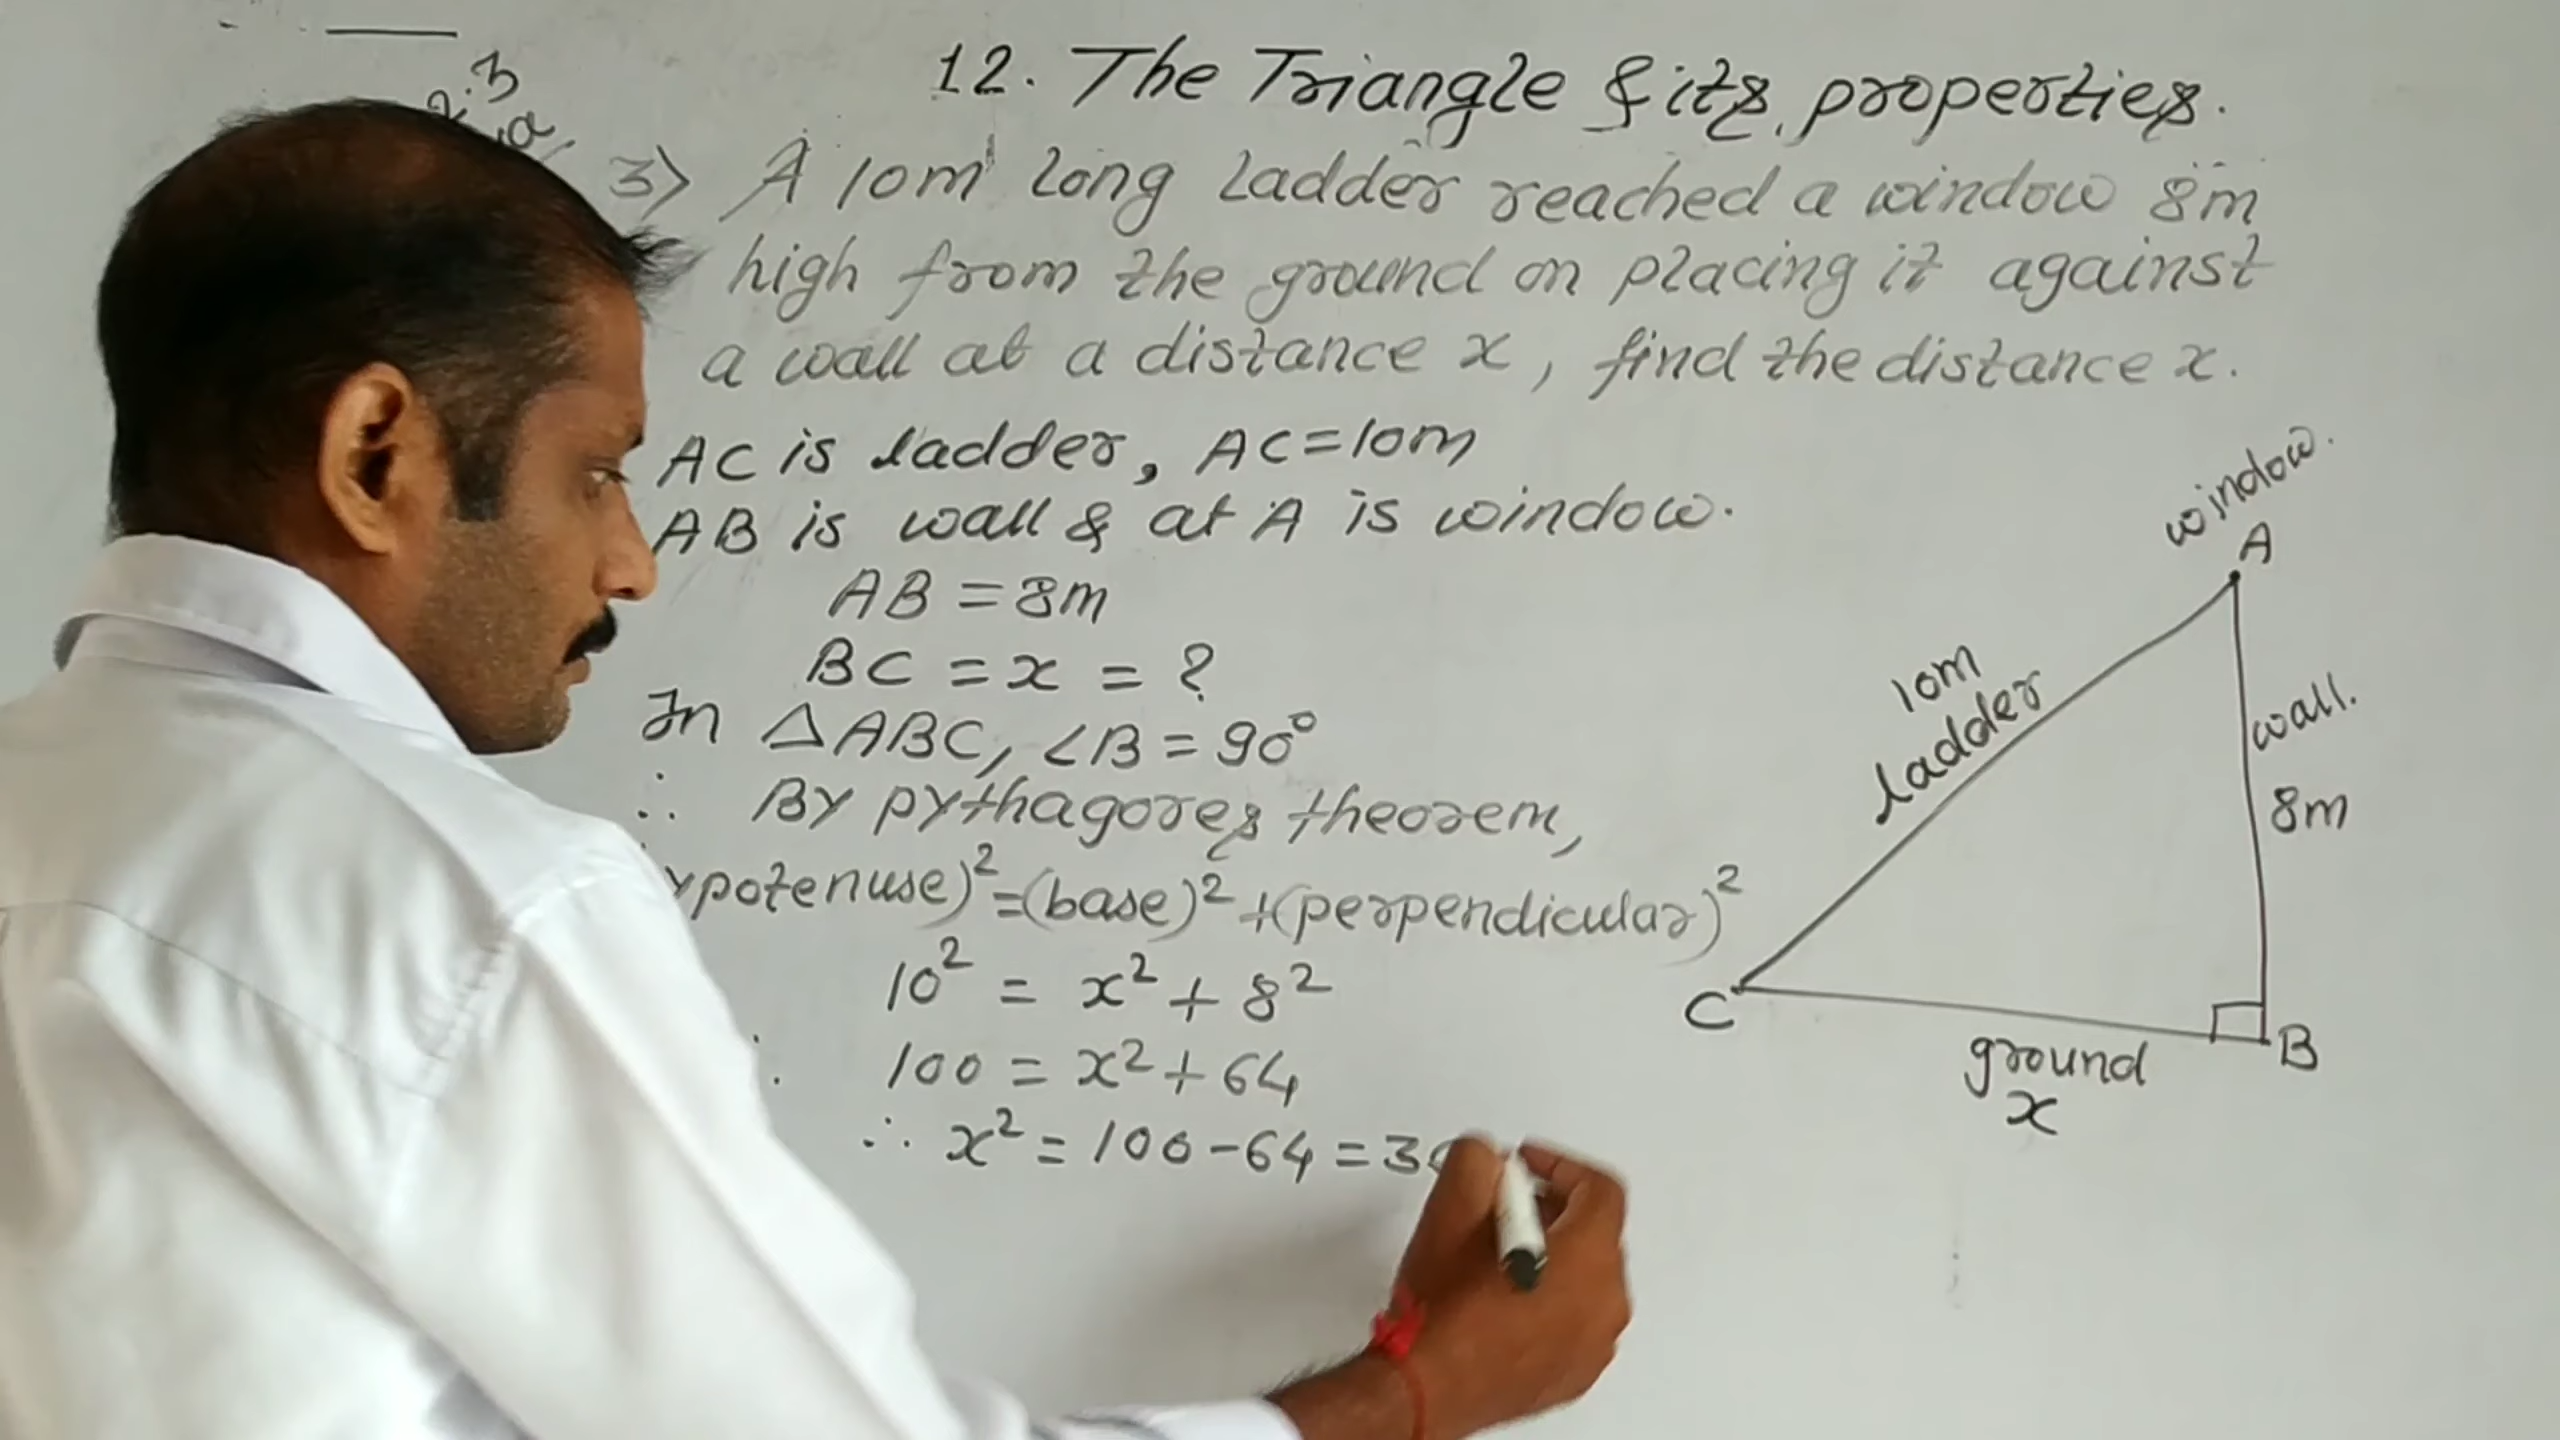 12. The Triangle & its properties.
3) A 10m long ladder reached a window 8m
high from the ground on placing it against
a wall at a distance x, find the distance x.
AC is ladder, AC=10m
AB is wall & at A is window.
AB = 8m
BC = x = ?
In △ABC, ∠B = 90°
∴ By pythagores theorem,
ypotenuse)² = (base)² + (perpendicular)²
10² = x² + 8²
100 = x² + 64
∴ x² = 100 - 64 = 3
window.
A
10m
ladder
wall.
8m
C
B
ground
x